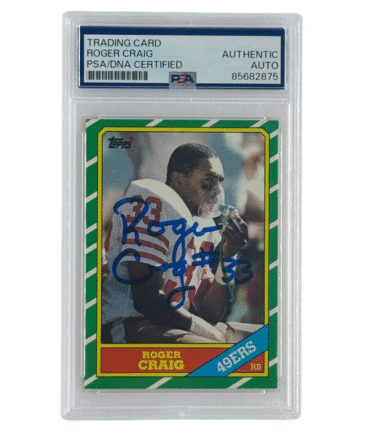 TRADING CARD
ROGER CRAIG
PSA/DNA CERTIFIED
AUTHENTIC
AUTO
85682875
PSA
Topps
33
Roger
Craig #33
ROGER
CRAIG
49ERS
RB